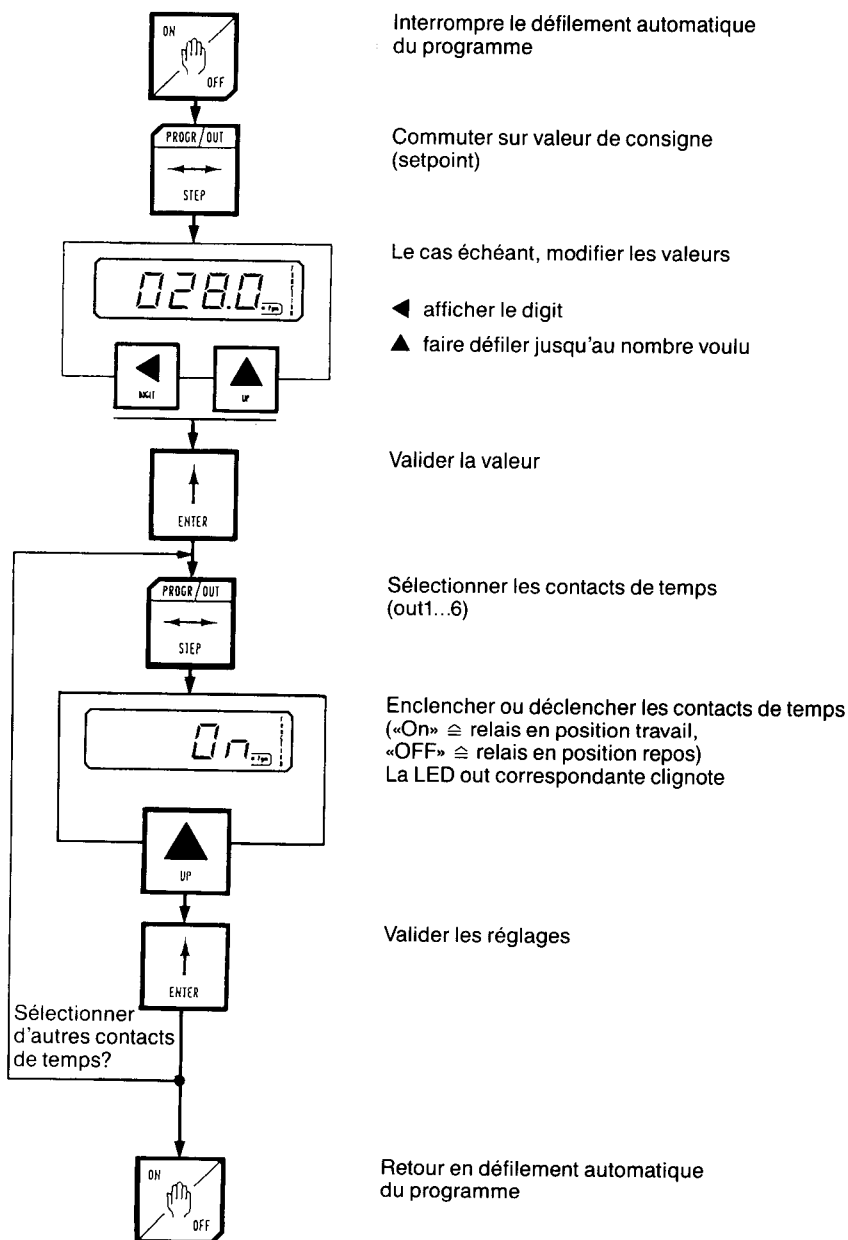 ON
OFF
Interrompre le défilement automatique
du programme
PROGR/OUT
STEP
Commuter sur valeur de consigne
(setpoint)
028.0
DIGIT
UP
Le cas échéant, modifier les valeurs
◀ afficher le digit
▲ faire défiler jusqu'au nombre voulu
ENTER
Valider la valeur
PROGR/OUT
STEP
Sélectionner les contacts de temps
(out1...6)
On
UP
Enclencher ou déclencher les contacts de temps
(«On» ≙ relais en position travail,
«OFF» ≙ relais en position repos)
La LED out correspondante clignote
ENTER
Valider les réglages
Sélectionner
d'autres contacts
de temps?
ON
OFF
Retour en défilement automatique
du programme